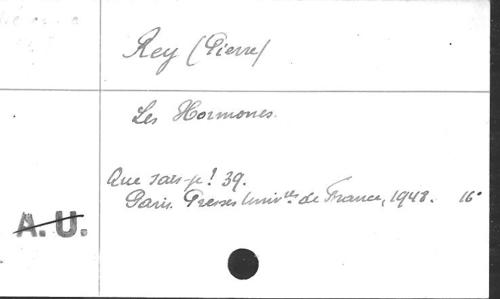 Rey (Pierre)
Les Hormones.
Que sais-je! 39.
Paris. Presses Univ.res de France, 1948. 16°
A. U.